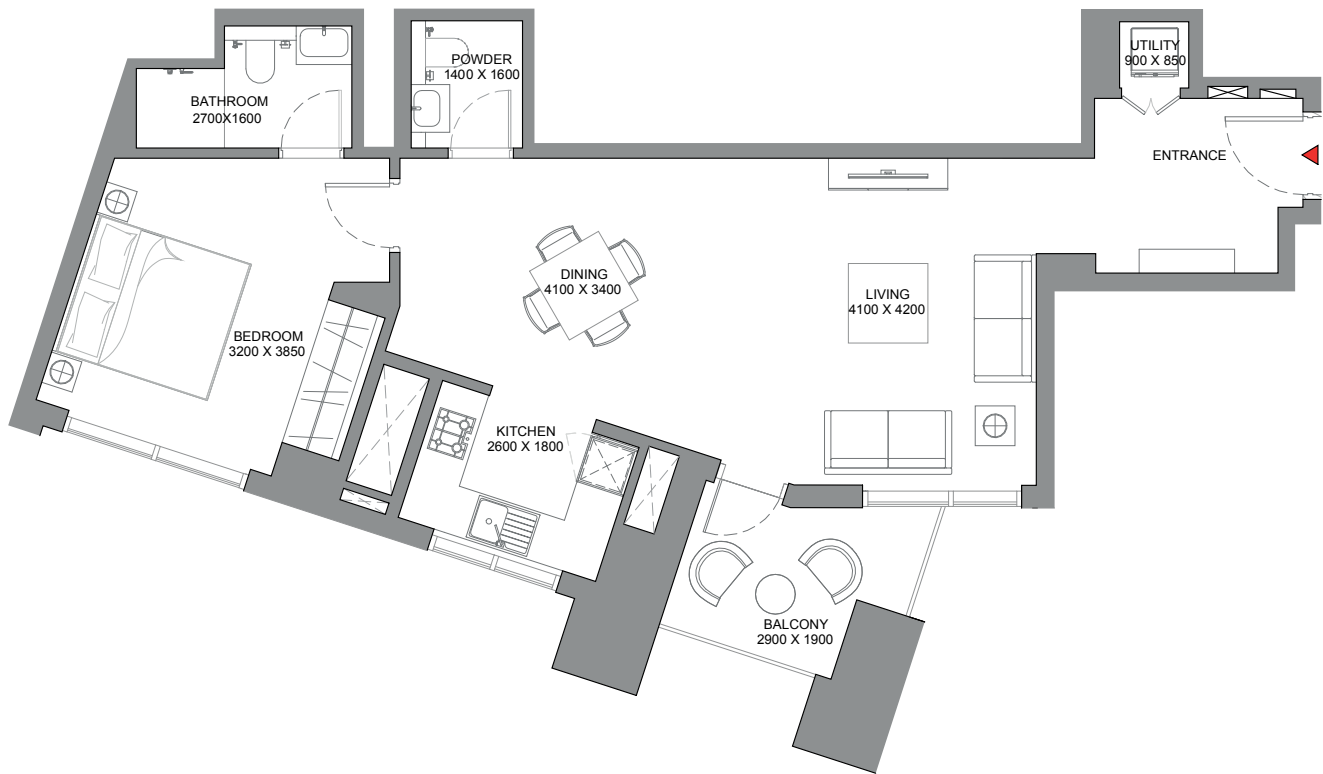 POWDER
1400 X 1600
UTILITY
900 X 850
BATHROOM
2700X1600
ENTRANCE
DINING
4100 X 3400
LIVING
4100 X 4200
BEDROOM
3200 X 3850
KITCHEN
2600 X 1800
BALCONY
2900 X 1900